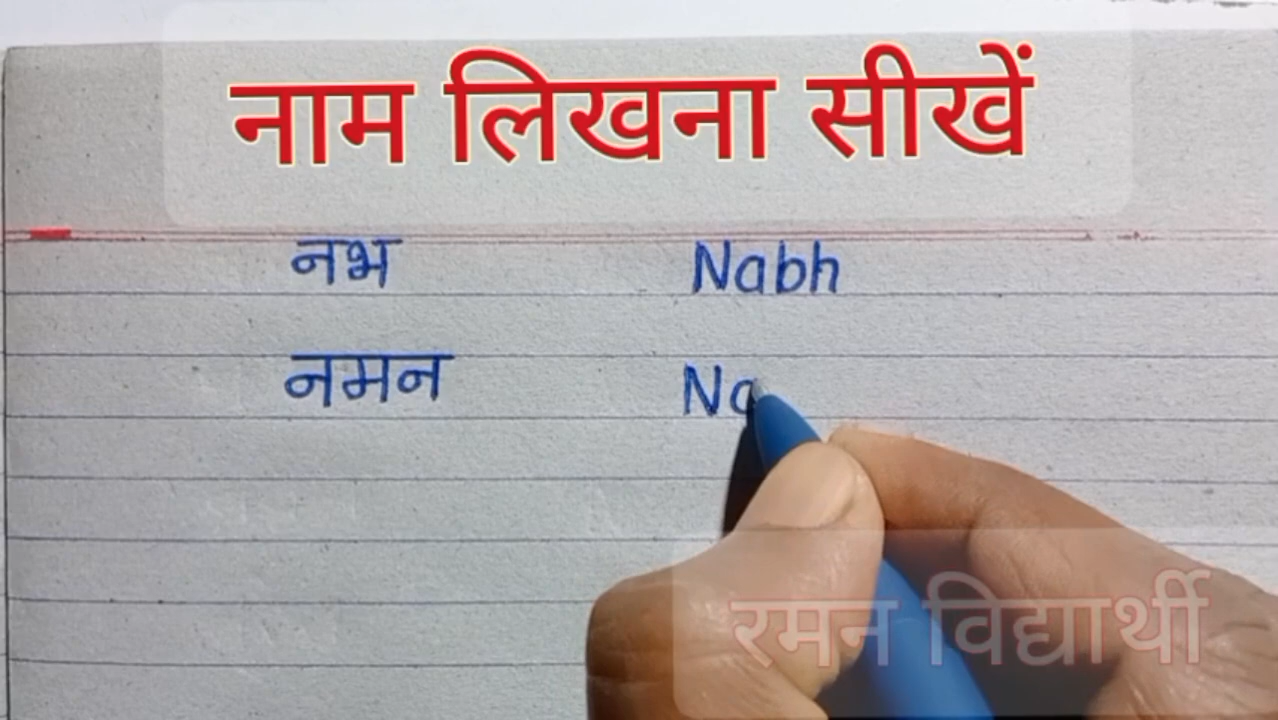 नाम लिखना सीखें
नभ Nabh
नमन Na
रमन विद्यार्थी